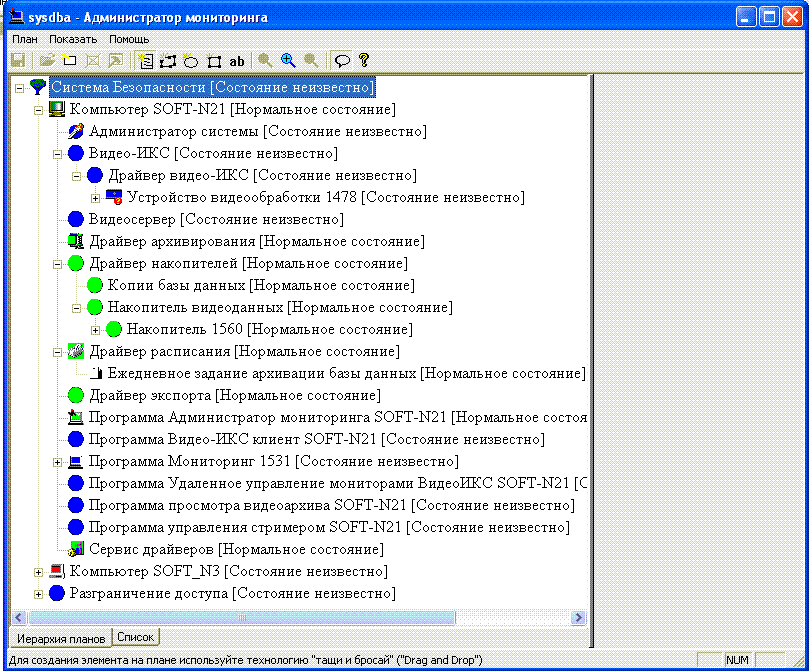 sysdba - Администратор мониторинга
План Показать Помощь
ab
Система Безопасности [Состояние неизвестно]
Компьютер SOFT-N21 [Нормальное состояние]
Администратор системы [Состояние неизвестно]
Видео-ИКС [Состояние неизвестно]
Драйвер видео-ИКС [Состояние неизвестно]
Устройство видеообработки 1478 [Состояние неизвестно]
Видеосервер [Состояние неизвестно]
Драйвер архивирования [Нормальное состояние]
Драйвер накопителей [Нормальное состояние]
Копии базы данных [Нормальное состояние]
Накопитель видеоданных [Нормальное состояние]
Накопитель 1560 [Нормальное состояние]
Драйвер расписания [Нормальное состояние]
Ежедневное задание архивации базы данных [Нормальное состояние]
Драйвер экспорта [Нормальное состояние]
Программа Администратор мониторинга SOFT-N21 [Нормальное состоя
Программа Видео-ИКС клиент SOFT-N21 [Состояние неизвестно]
Программа Мониторинг 1531 [Состояние неизвестно]
Программа Удаленное управление мониторами ВидеоИКС SOFT-N21 [С
Программа просмотра видеоархива SOFT-N21 [Состояние неизвестно]
Программа управления стримером SOFT-N21 [Состояние неизвестно]
Сервис драйверов [Нормальное состояние]
Компьютер SOFT_N3 [Состояние неизвестно]
Разграничение доступа [Состояние неизвестно]
Иерархия планов Список
Для создания элемента на плане используйте технологию "тащи и бросай" ("Drag and Drop") NUM